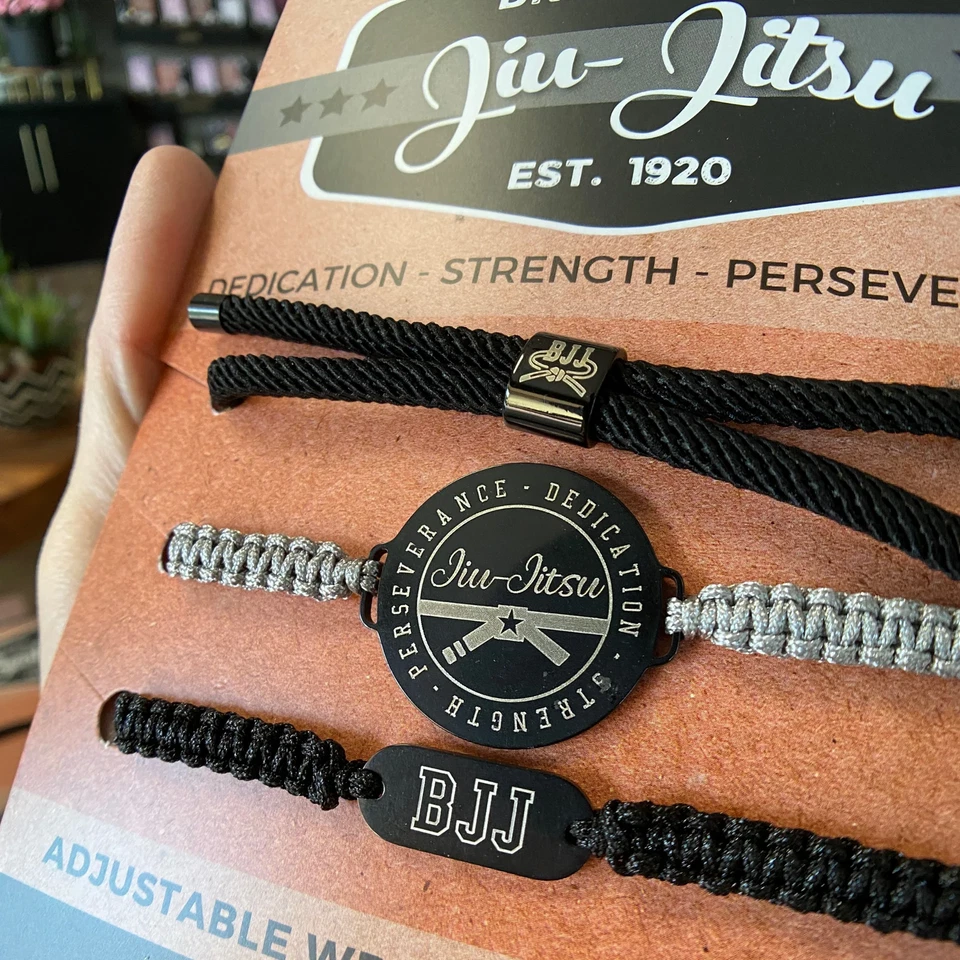 Jiu-Jitsu
EST. 1920
DEDICATION - STRENGTH - PERSEVE
BJJ
PERSEVERANCE · DEDICATION · STRENGTH ·
Jiu-Jitsu
BJJ
ADJUSTABLE